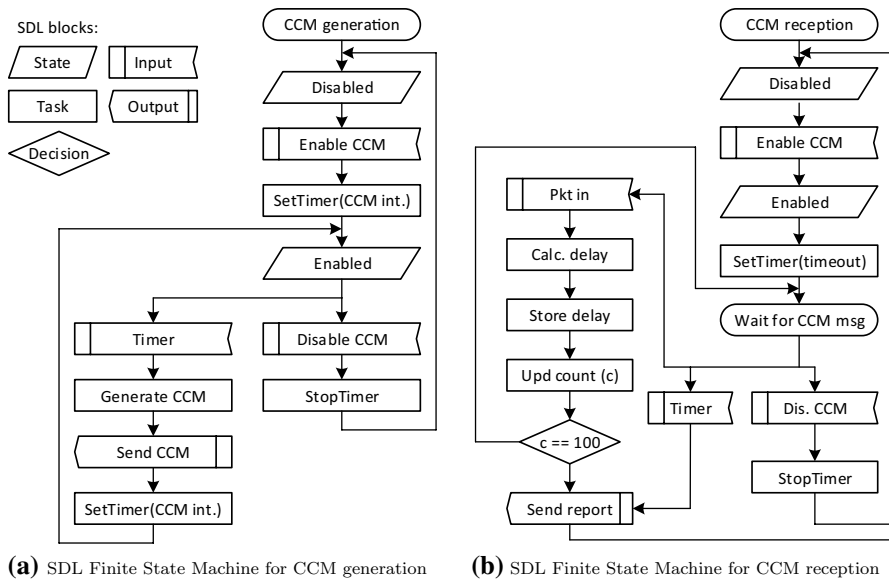 SDL blocks:
State
Input
Task
Output
Decision
CCM generation
Disabled
Enable CCM
SetTimer(CCM int.)
Enabled
Timer
Disable CCM
Generate CCM
StopTimer
Send CCM
SetTimer(CCM int.)
(a) SDL Finite State Machine for CCM generation
CCM reception
Disabled
Enable CCM
Enabled
SetTimer(timeout)
Wait for CCM msg
Pkt in
Calc. delay
Store delay
Upd count (c)
c == 100
Timer
Dis. CCM
StopTimer
Send report
(b) SDL Finite State Machine for CCM reception